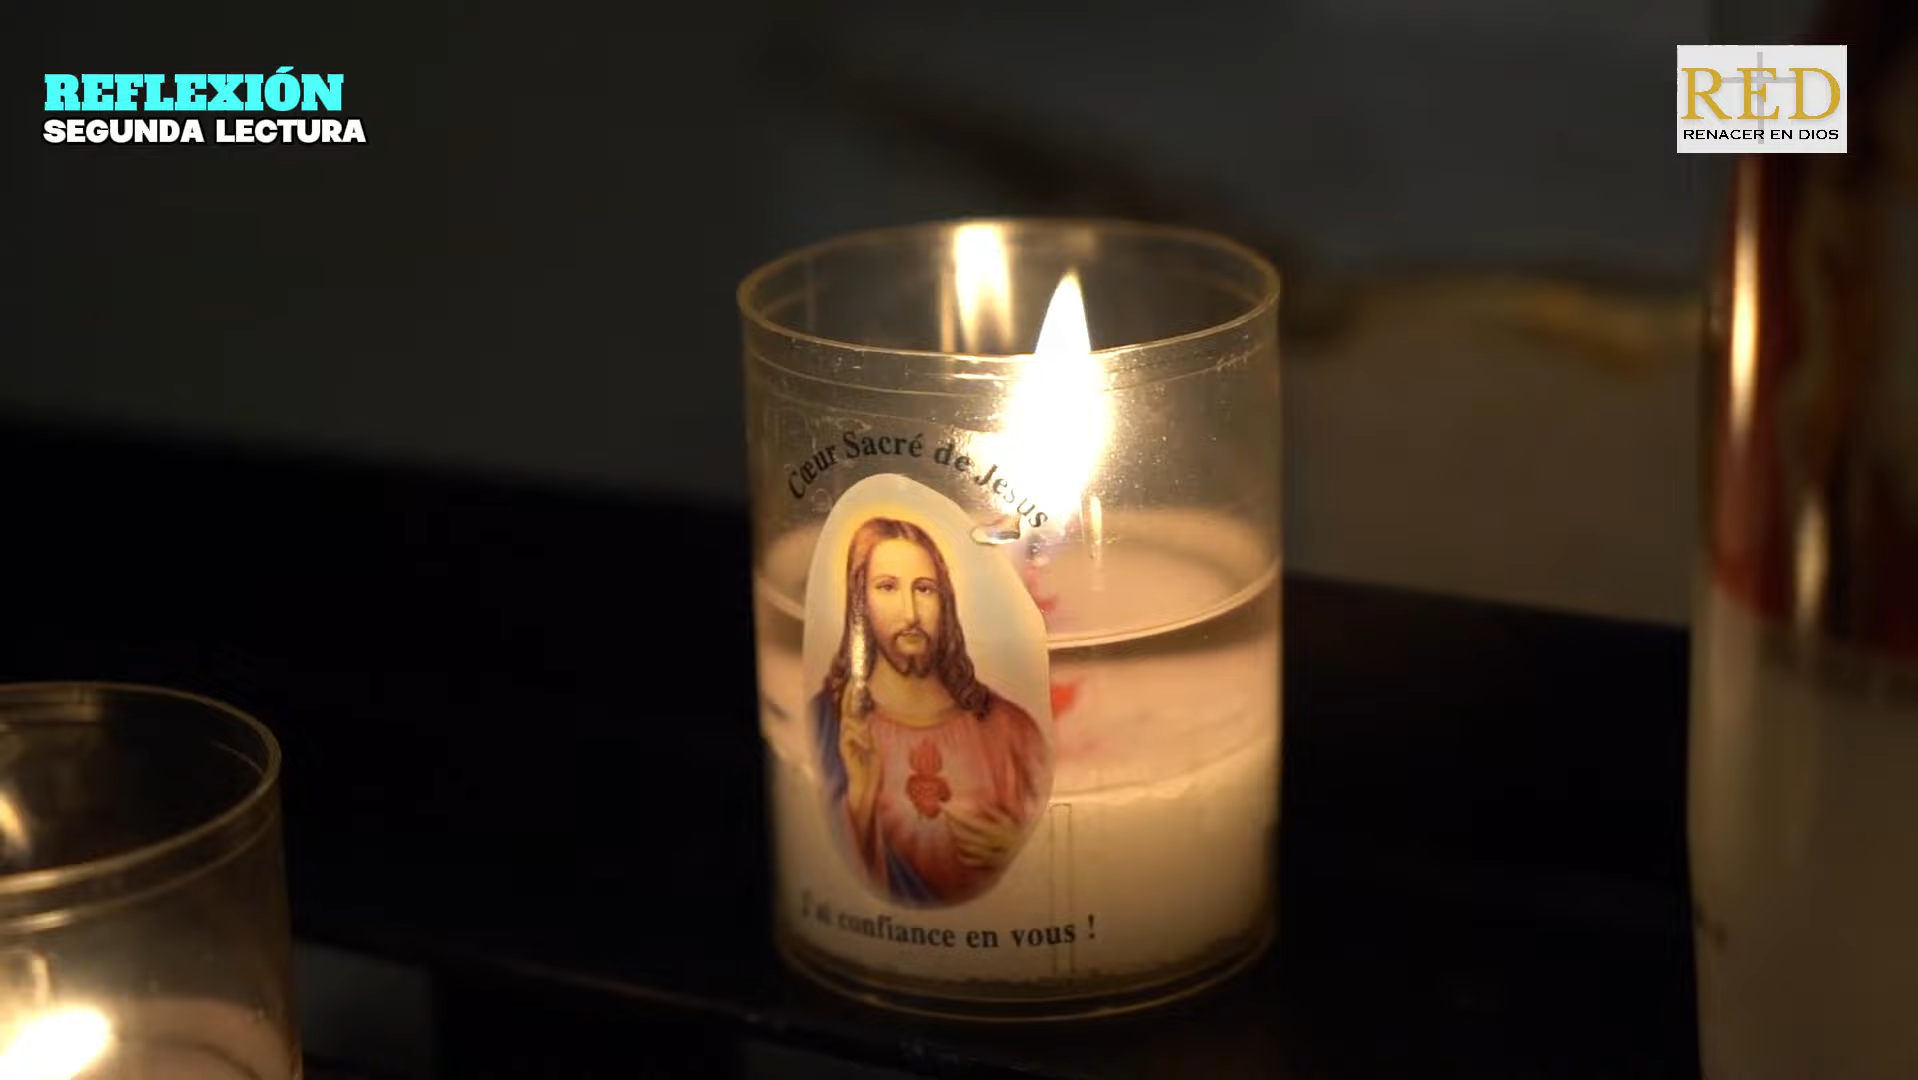 REFLEXIÓN
SEGUNDA LECTURA
RED
RENACER EN DIOS
Cœur Sacré de Jesus
J'ai confiance en vous !